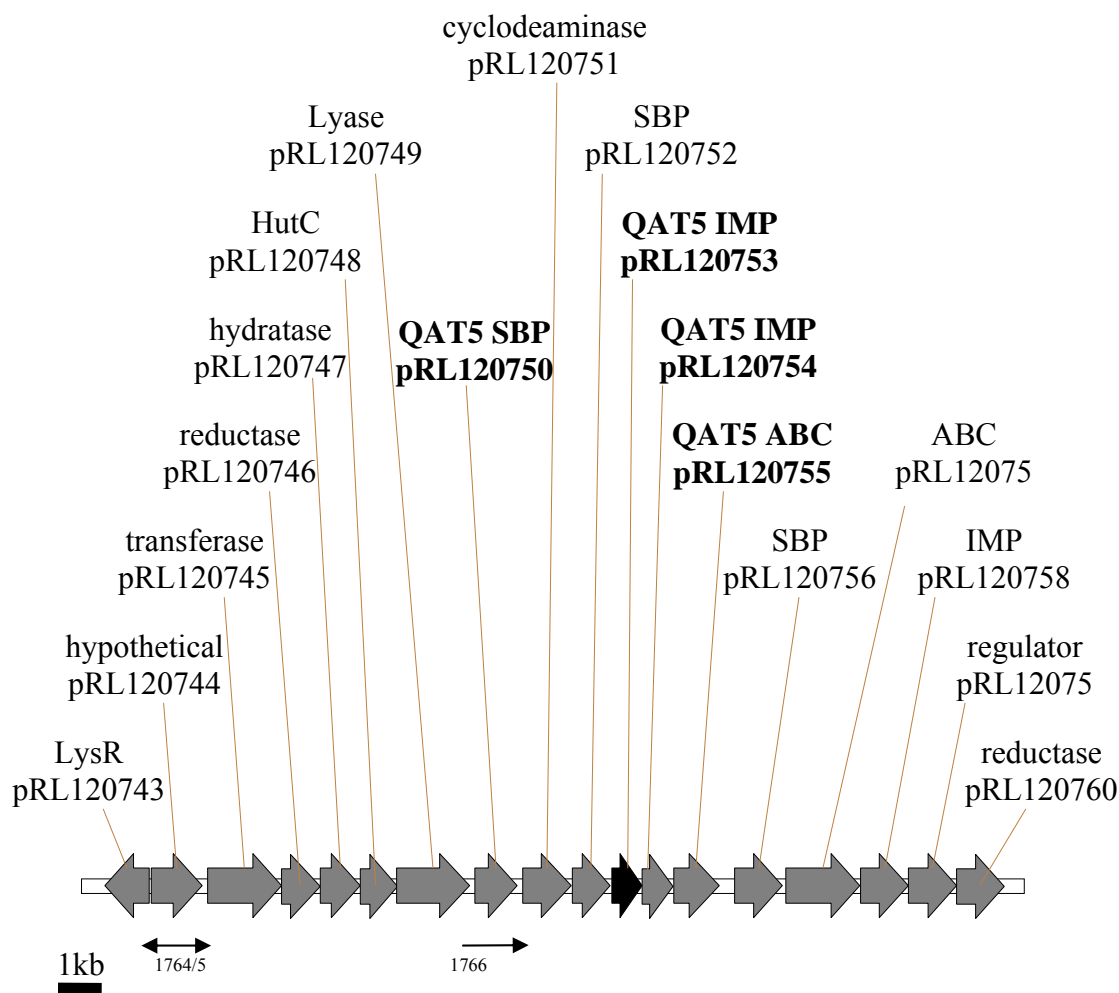 cyclodeaminase
pRL120751
Lyase
pRL120749
SBP
pRL120752
HutC
pRL120748
QAT5 IMP
pRL120753
hydratase
pRL120747
QAT5 SBP
pRL120750
QAT5 IMP
pRL120754
reductase
pRL120746
QAT5 ABC
pRL120755
ABC
pRL12075
transferase
pRL120745
SBP
pRL120756
IMP
pRL120758
hypothetical
pRL120744
regulator
pRL12075
LysR
pRL120743
reductase
pRL120760
1764/5
1766
1kb